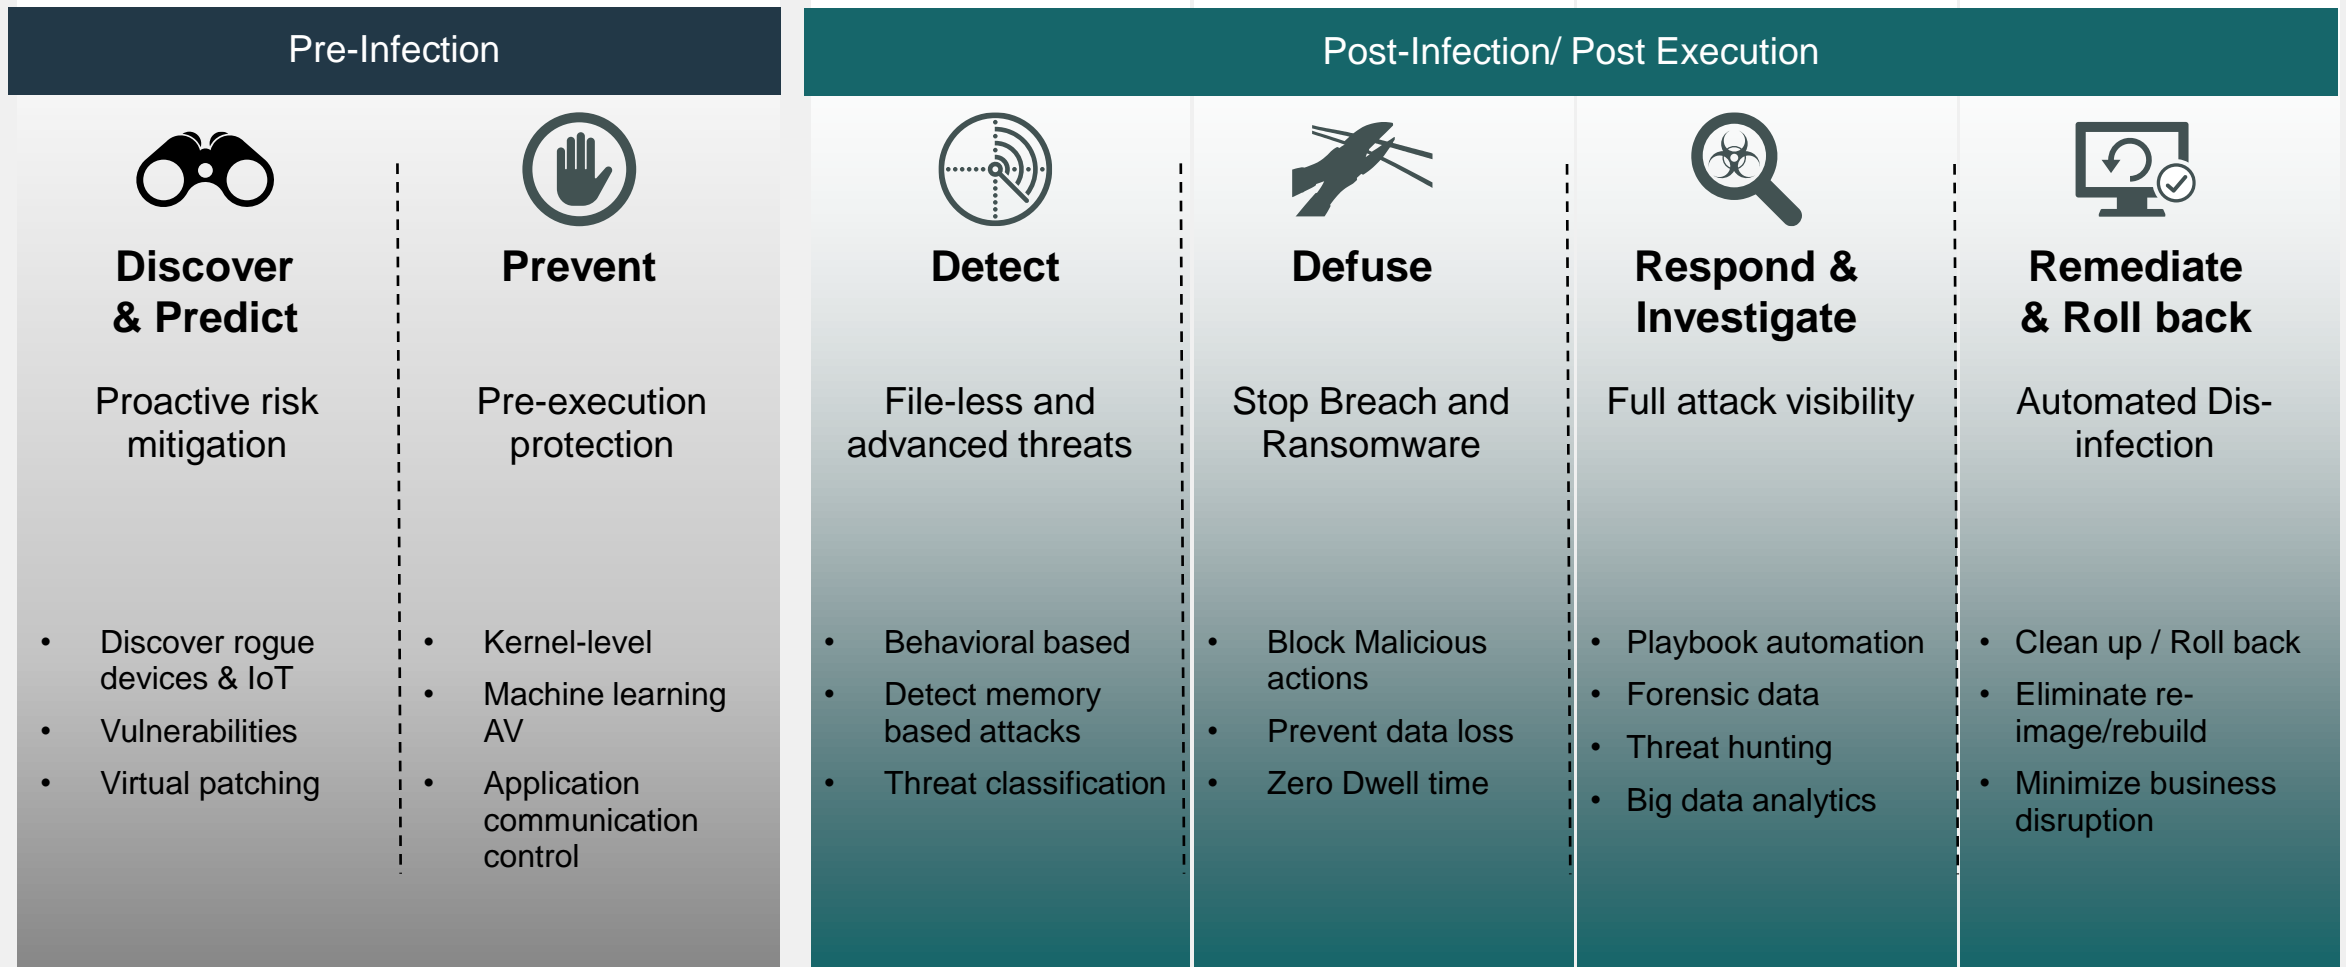 Pre-Infection
Post-Infection/ Post Execution
Discover
& Predict
Proactive risk
mitigation
• Discover rogue
devices & IoT
• Vulnerabilities
• Virtual patching
Prevent
Pre-execution
protection
• Kernel-level
• Machine learning
AV
• Application
communication
control
Detect
File-less and
advanced threats
• Behavioral based
• Detect memory
based attacks
• Threat classification
Defuse
Stop Breach and
Ransomware
• Block Malicious
actions
• Prevent data loss
• Zero Dwell time
Respond &
Investigate
Full attack visibility
• Playbook automation
• Forensic data
• Threat hunting
• Big data analytics
Remediate
& Roll back
Automated Dis-
infection
• Clean up / Roll back
• Eliminate re-
image/rebuild
• Minimize business
disruption